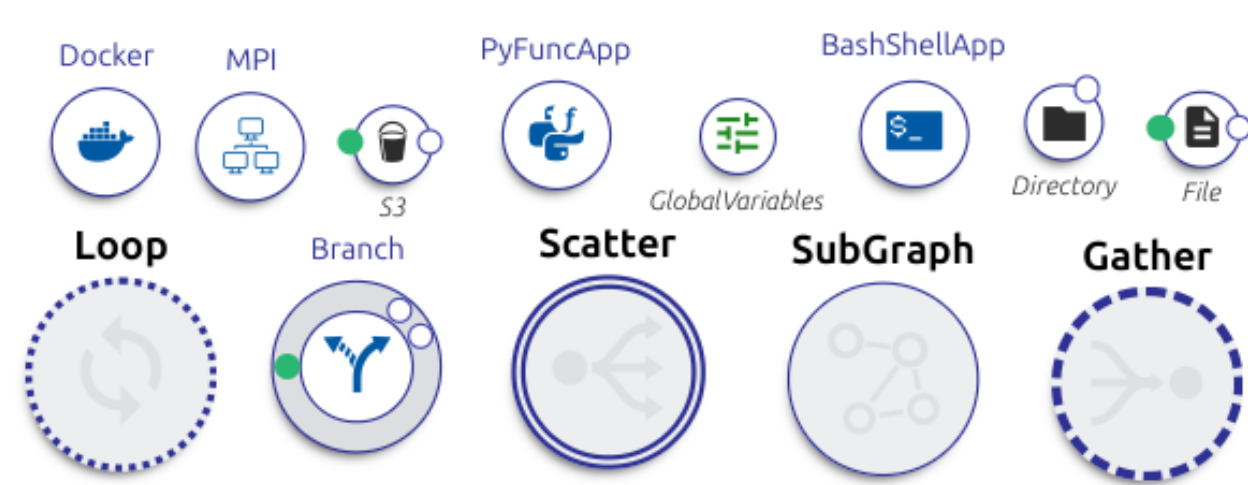 Docker
MPI
S3
PyFuncApp
GlobalVariables
BashShellApp
$_
Directory
File
Loop
Branch
Scatter
SubGraph
Gather